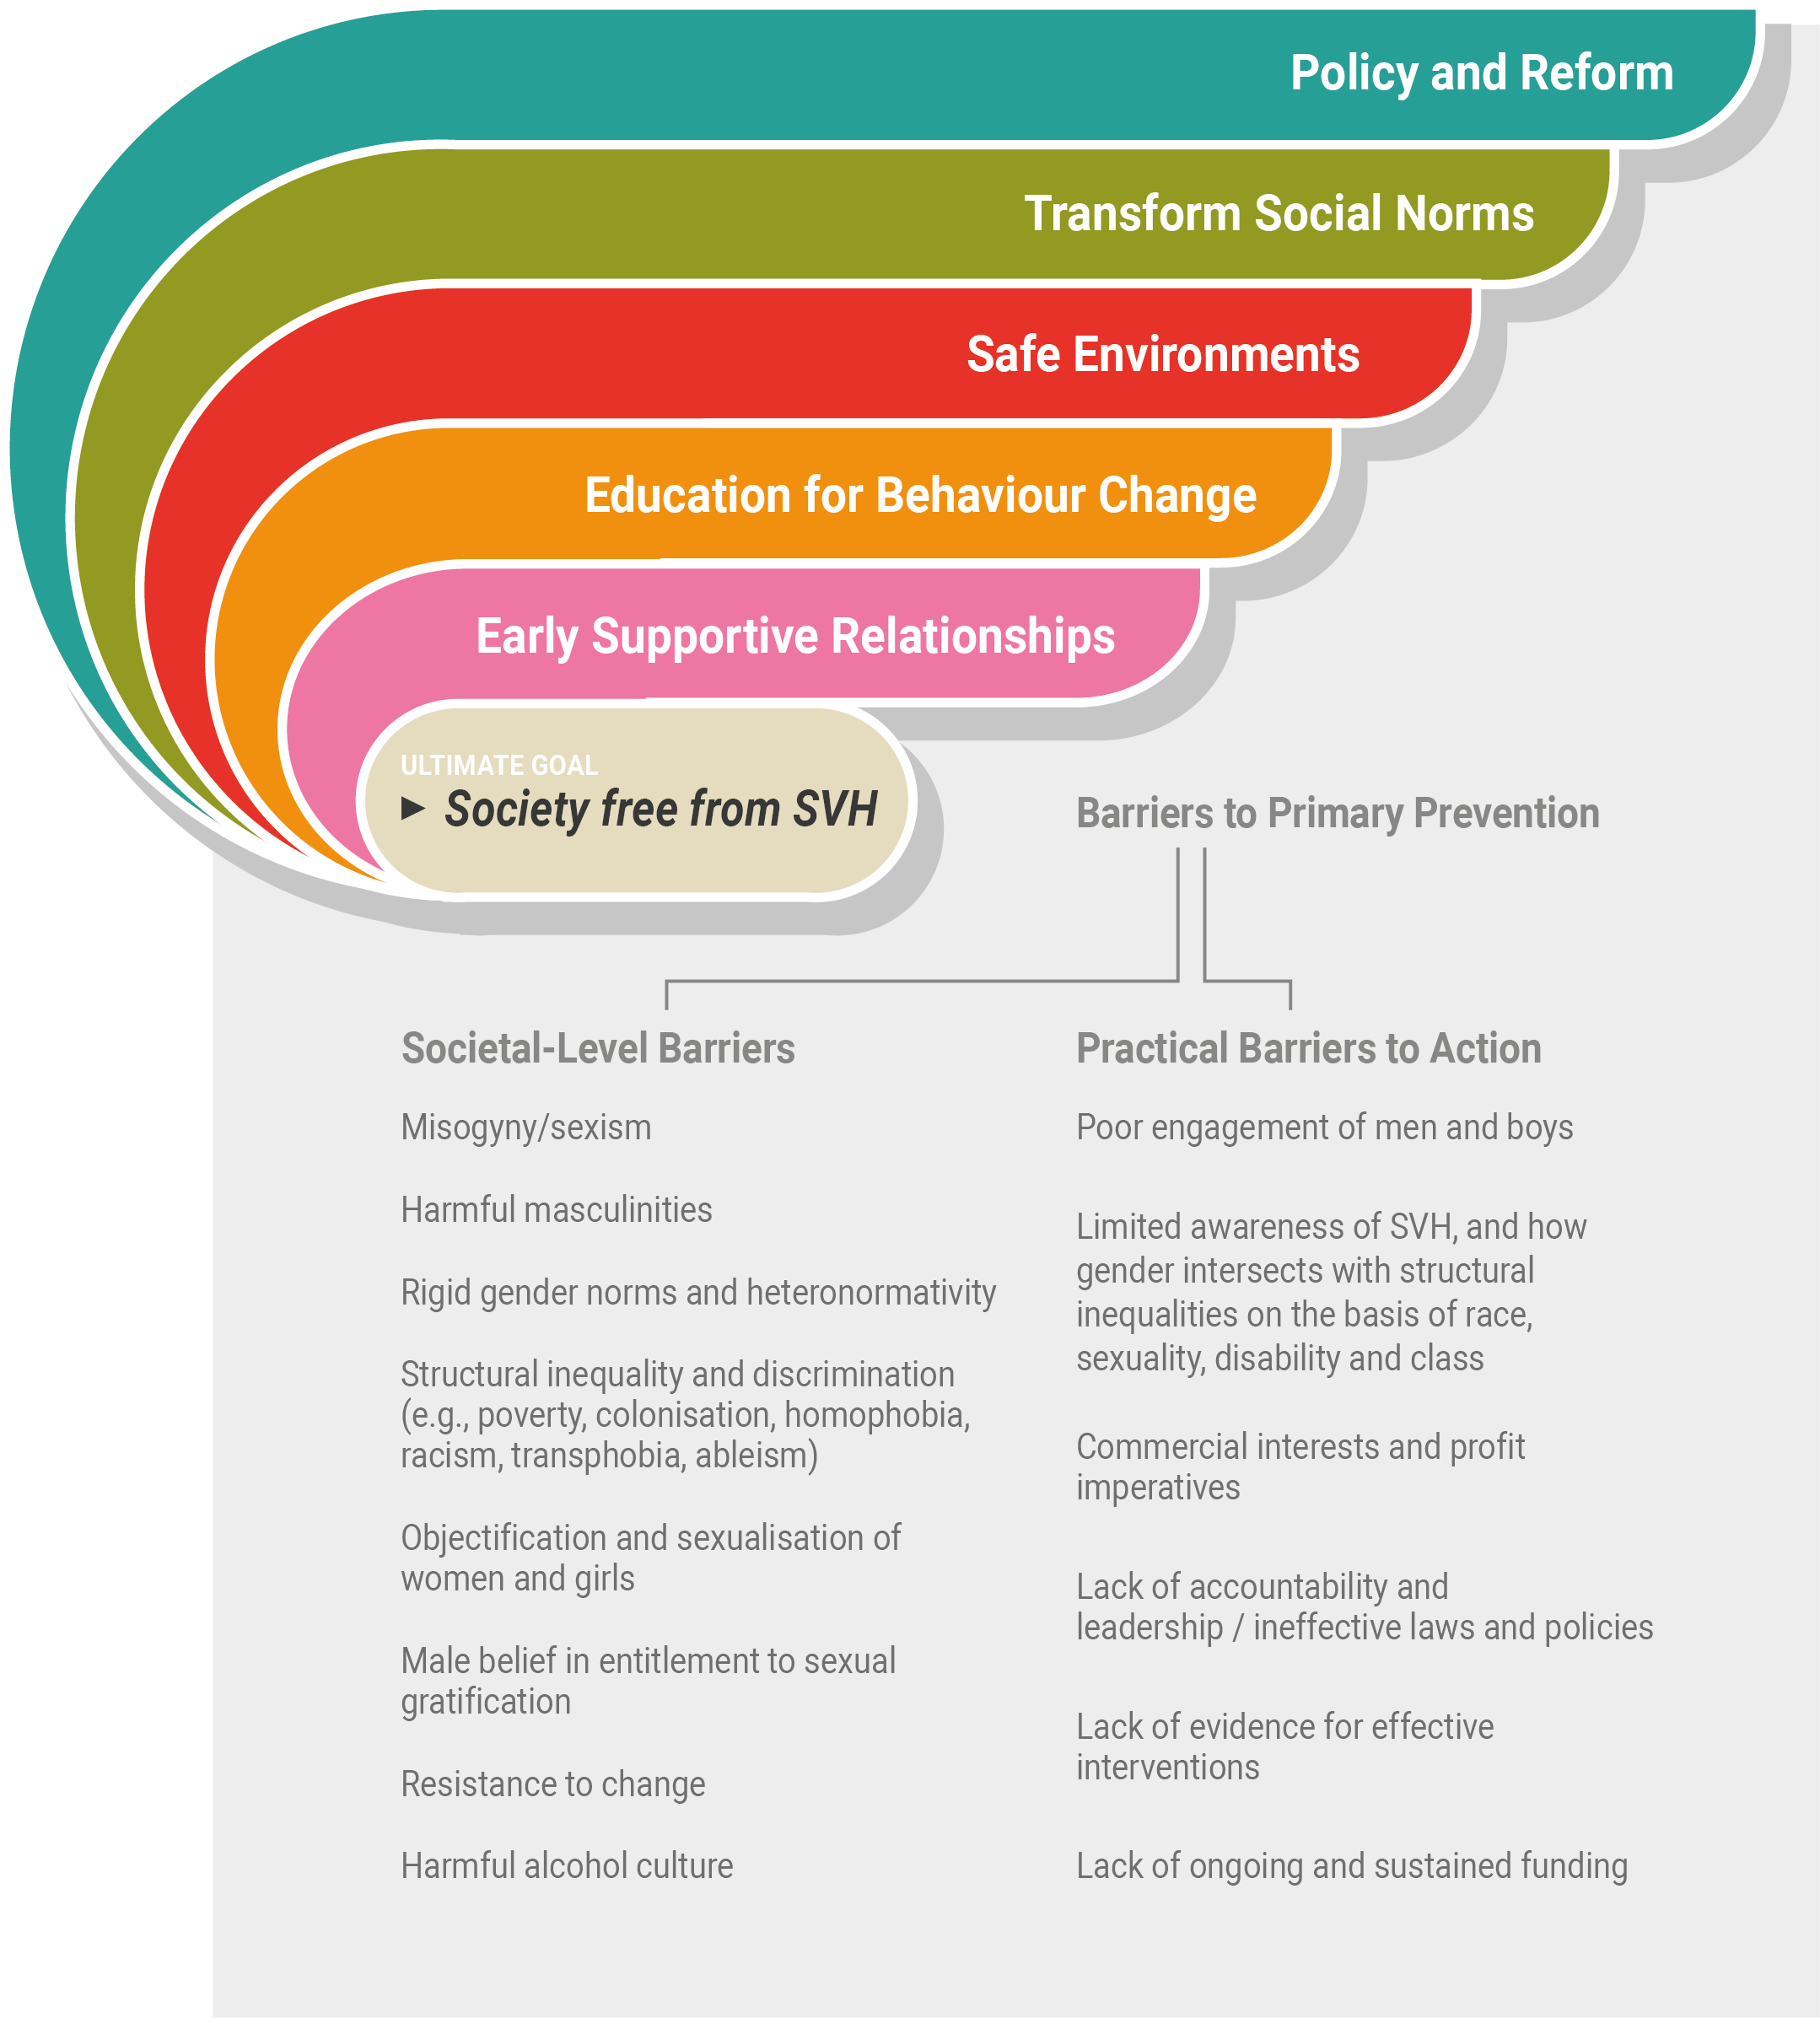 Policy and Reform
Transform Social Norms
Safe Environments
Education for Behaviour Change
Early Supportive Relationships
ULTIMATE GOAL
► Society free from SVH
Barriers to Primary Prevention
Societal-Level Barriers
Misogyny/sexism
Harmful masculinities
Rigid gender norms and heteronormativity
Structural inequality and discrimination
(e.g., poverty, colonisation, homophobia,
racism, transphobia, ableism)
Objectification and sexualisation of
women and girls
Male belief in entitlement to sexual
gratification
Resistance to change
Harmful alcohol culture
Practical Barriers to Action
Poor engagement of men and boys
Limited awareness of SVH, and how
gender intersects with structural
inequalities on the basis of race,
sexuality, disability and class
Commercial interests and profit
imperatives
Lack of accountability and
leadership / ineffective laws and policies
Lack of evidence for effective
interventions
Lack of ongoing and sustained funding